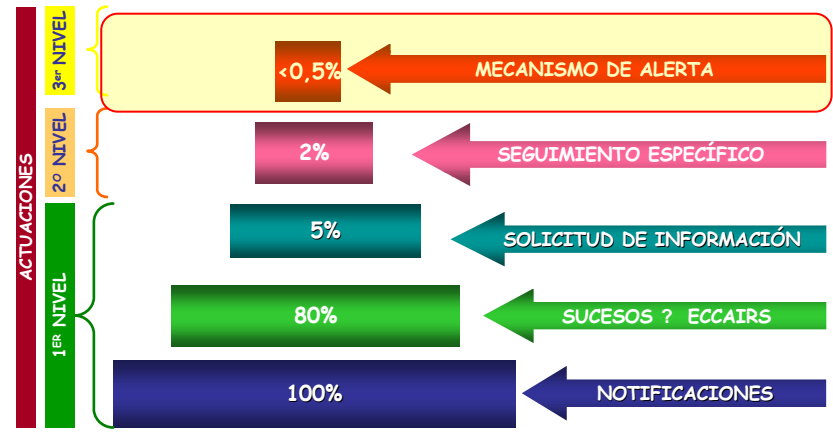 ACTUACIONES
3er NIVEL
<0,5%
MECANISMO DE ALERTA
2º NIVEL
2%
SEGUIMIENTO ESPECÍFICO
1ER NIVEL
5%
SOLICITUD DE INFORMACIÓN
80%
SUCESOS ? ECCAIRS
100%
NOTIFICACIONES